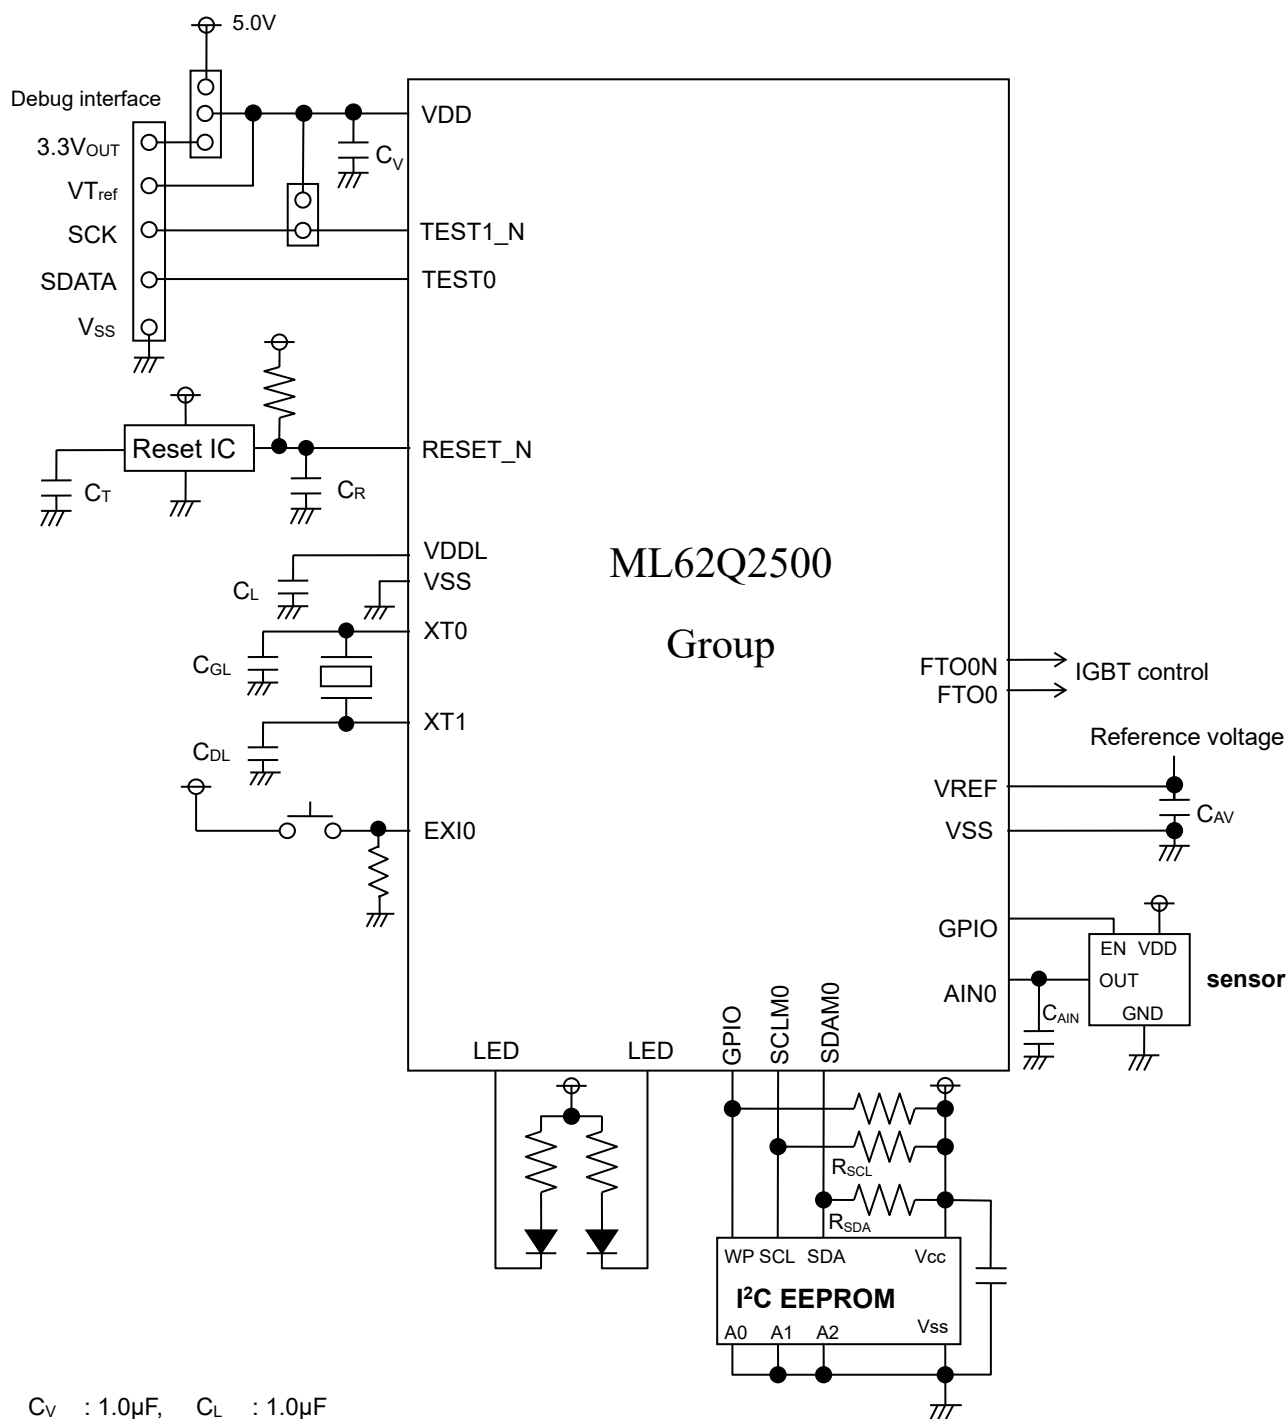 5.0V
Debug interface
3.3VOUT
VTref
SCK
SDATA
VSS
VDD
CV
TEST1_N
TEST0
Reset IC
RESET_N
CT
CR
VDDL
CL
VSS
XT0
CGL
XT1
CDL
EXI0
ML62Q2500
Group
FTO0N
FTO0
IGBT control
Reference voltage
VREF
CAV
VSS
GPIO
EN VDD
OUT
GND
sensor
AIN0
CAIN
LED
LED
GPIO
SCLM0
SDAM0
RSCL
RSDA
WP SCL SDA Vcc
I²C EEPROM
A0 A1 A2 Vss
CV : 1.0µF, CL : 1.0µF